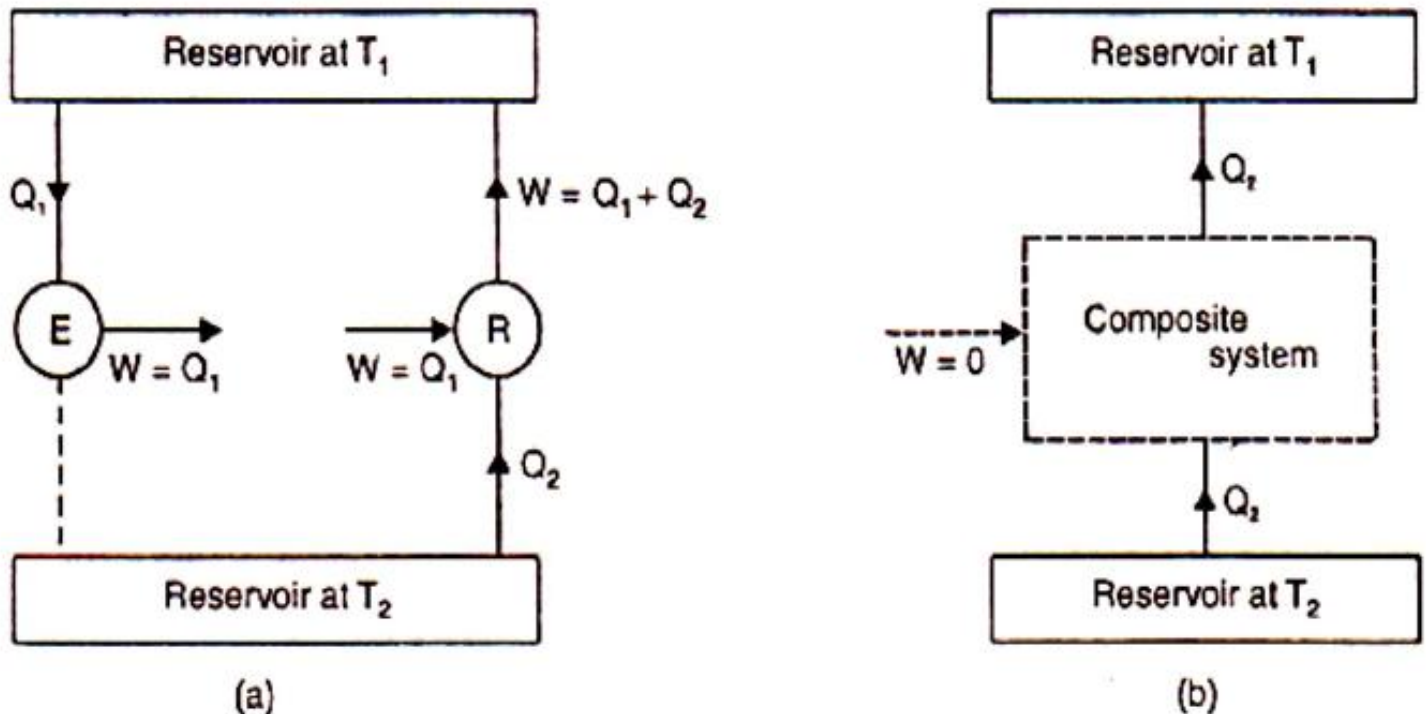 Reservoir at T₁
Q₁
W = Q₁ + Q₂
E
W = Q₁
W = Q₁
R
Q₂
Reservoir at T₂
(a)
Reservoir at T₁
Q₂
W = 0
Composite
system
Q₂
Reservoir at T₂
(b)